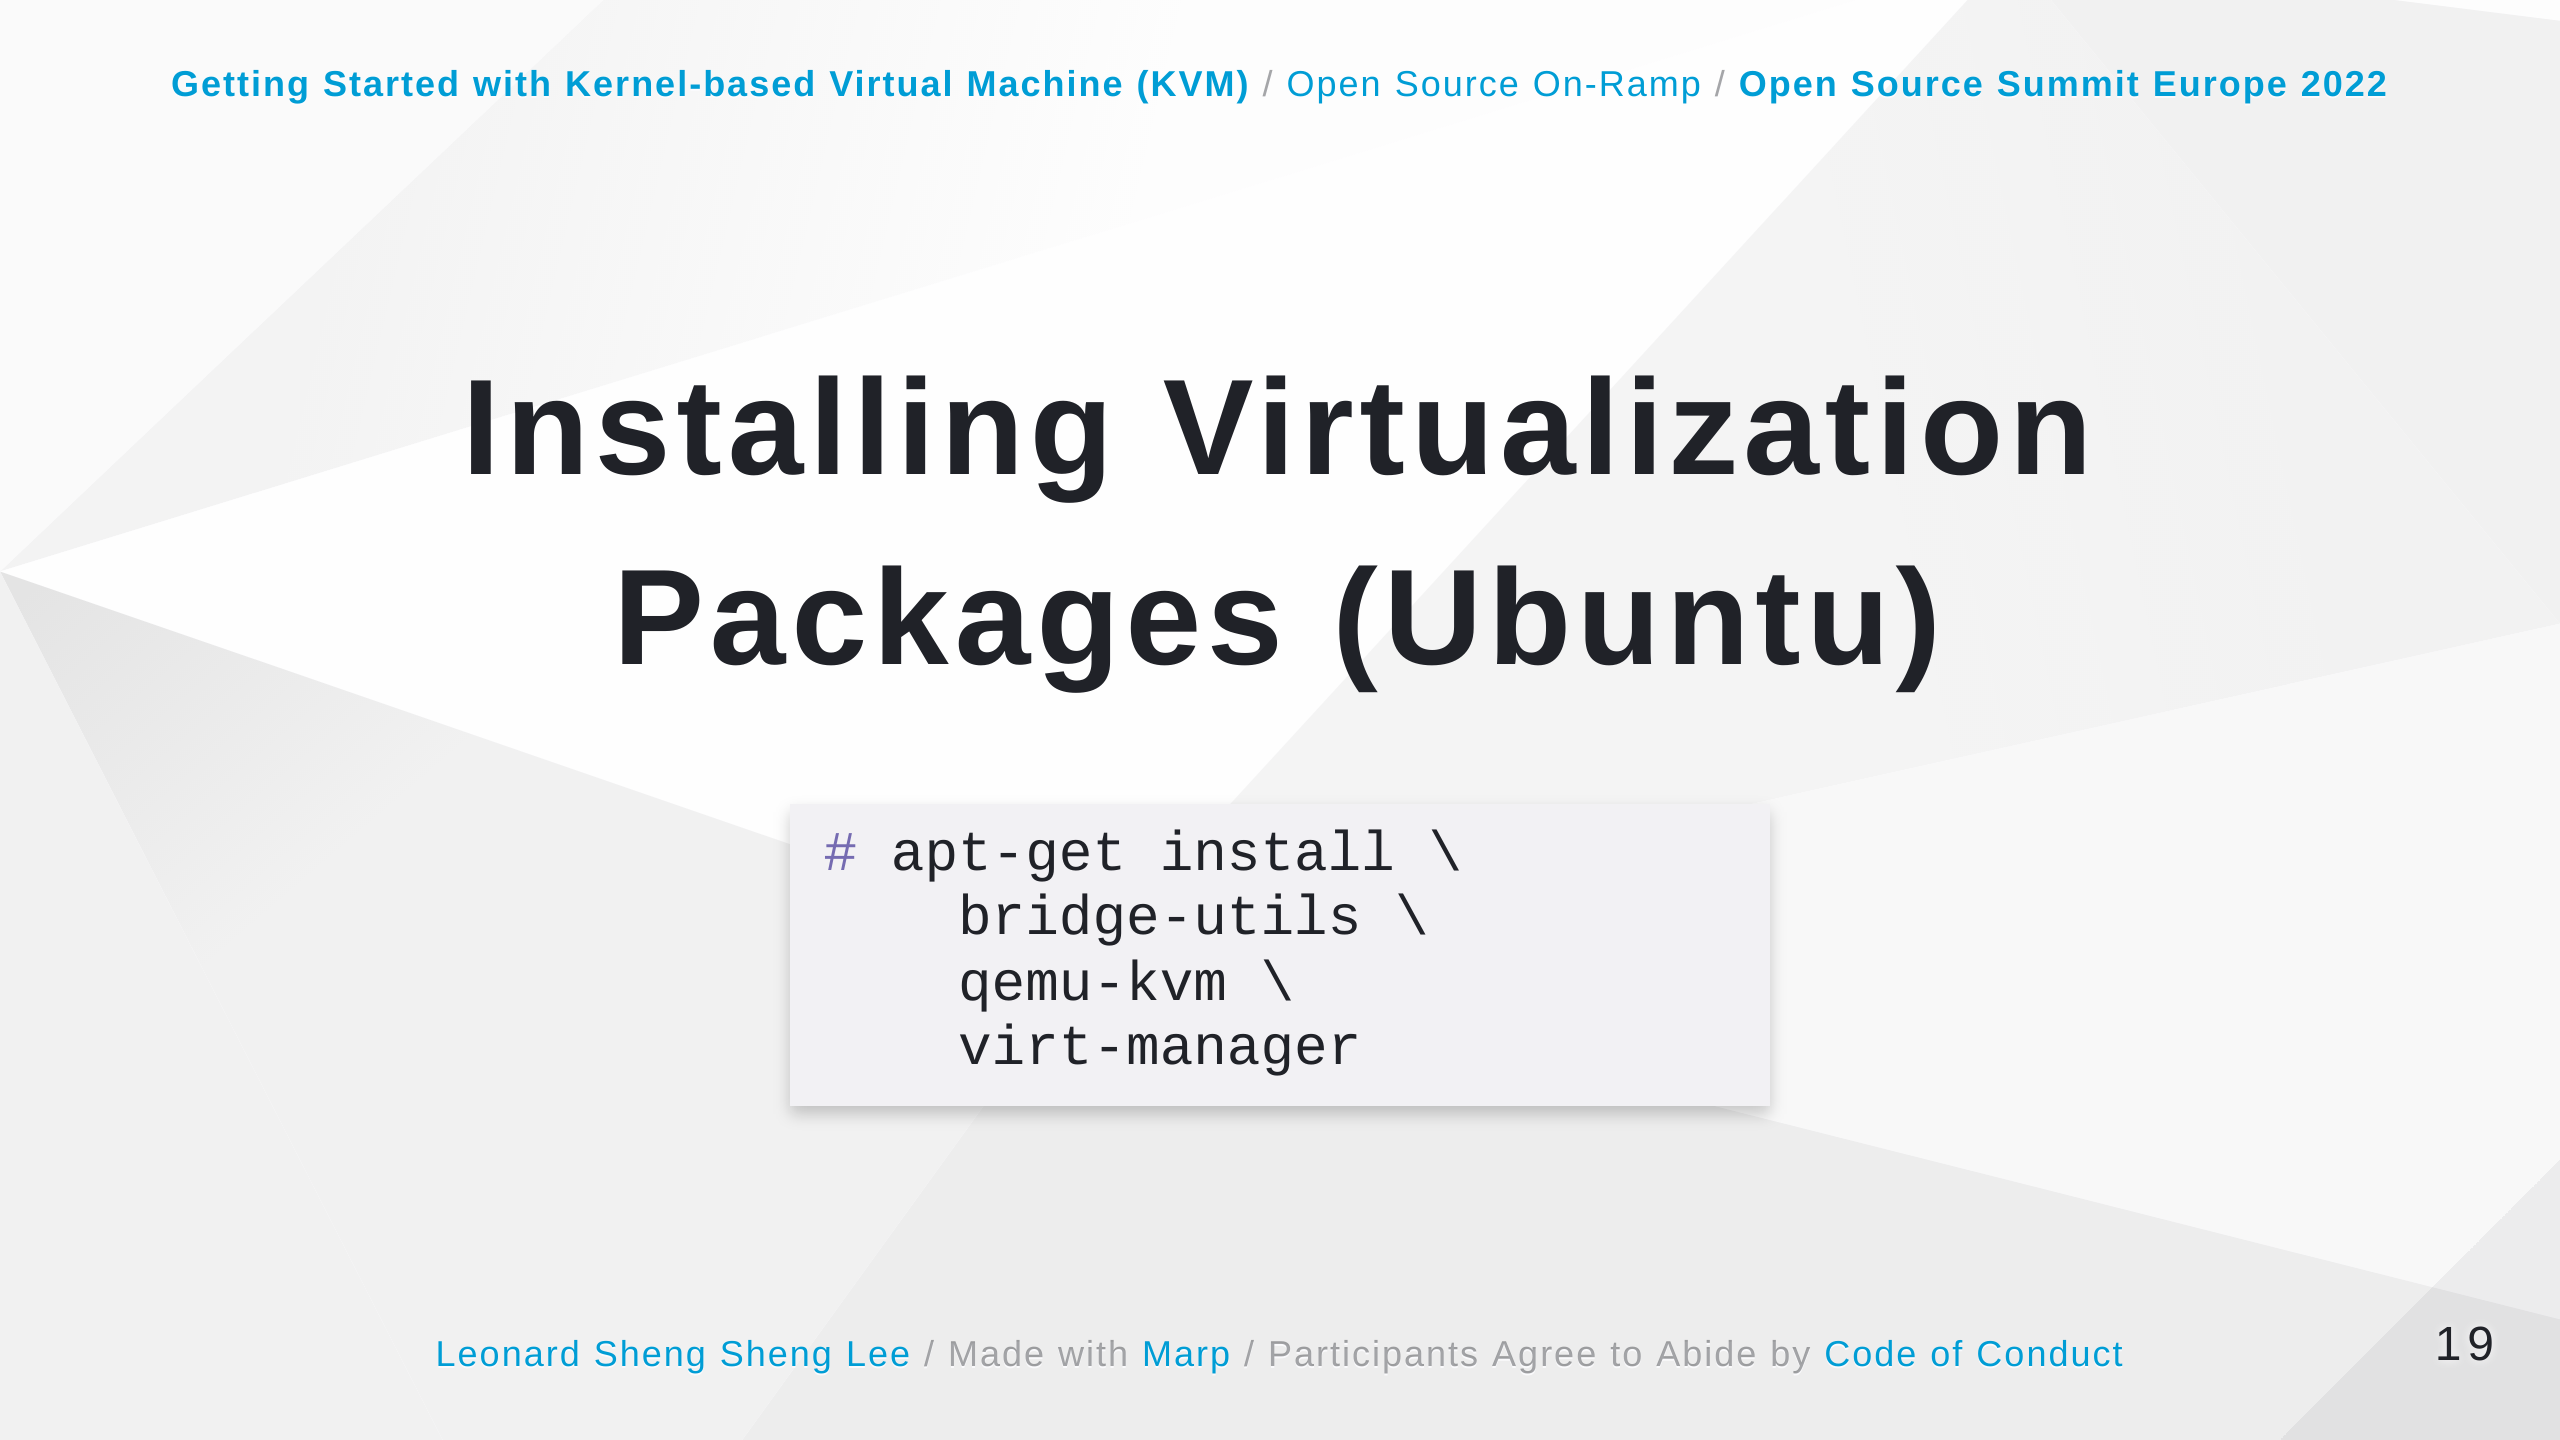 Getting Started with Kernel-based Virtual Machine (KVM) / Open Source On-Ramp / Open Source Summit Europe 2022
Installing Virtualization
Packages (Ubuntu)
# apt-get install \
    bridge-utils \
    qemu-kvm \
    virt-manager
Leonard Sheng Sheng Lee / Made with Marp / Participants Agree to Abide by Code of Conduct
19